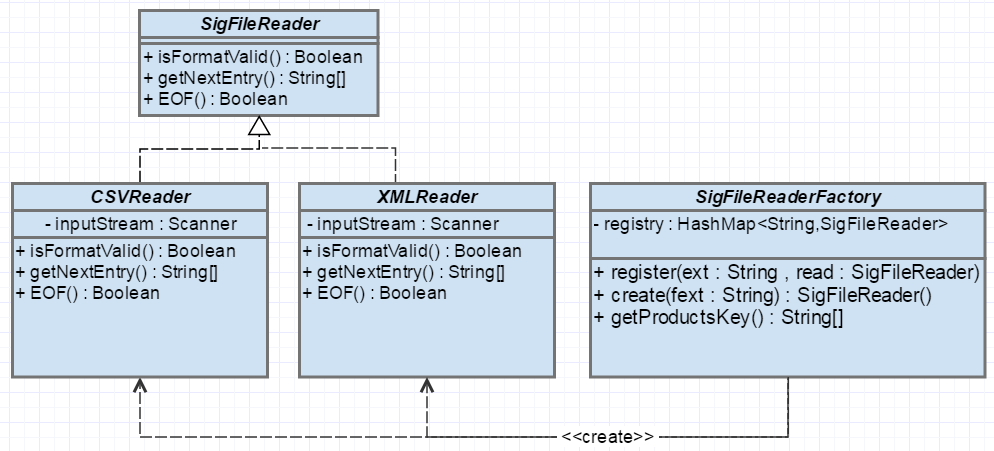 SigFileReader
+ isFormatValid() : Boolean
+ getNextEntry() : String[]
+ EOF() : Boolean
CSVReader
- inputStream : Scanner
+ isFormatValid() : Boolean
+ getNextEntry() : String[]
+ EOF() : Boolean
XMLReader
- inputStream : Scanner
+ isFormatValid() : Boolean
+ getNextEntry() : String[]
+ EOF() : Boolean
SigFileReaderFactory
- registry : HashMap<String,SigFileReader>
+ register(ext : String , read : SigFileReader)
+ create(fext : String) : SigFileReader()
+ getProductsKey() : String[]
<<create>>